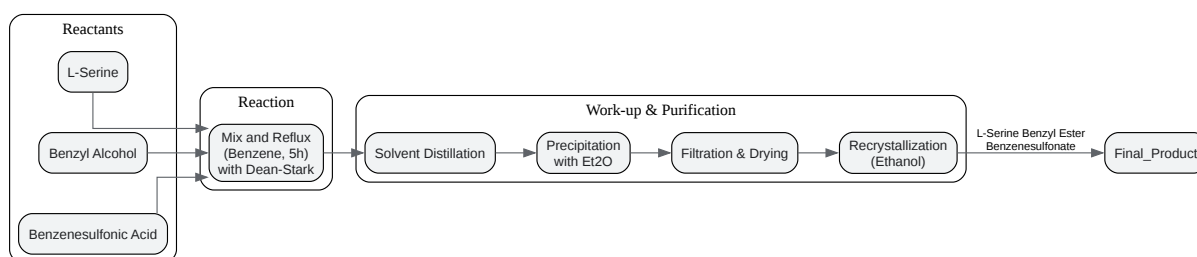 Reactants
L-Serine
Benzyl Alcohol
Benzenesulfonic Acid
Reaction
Mix and Reflux
(Benzene, 5h)
with Dean-Stark
Work-up & Purification
Solvent Distillation
Precipitation
with Et2O
Filtration & Drying
Recrystallization
(Ethanol)
L-Serine Benzyl Ester
Benzenesulfonate
Final_Product